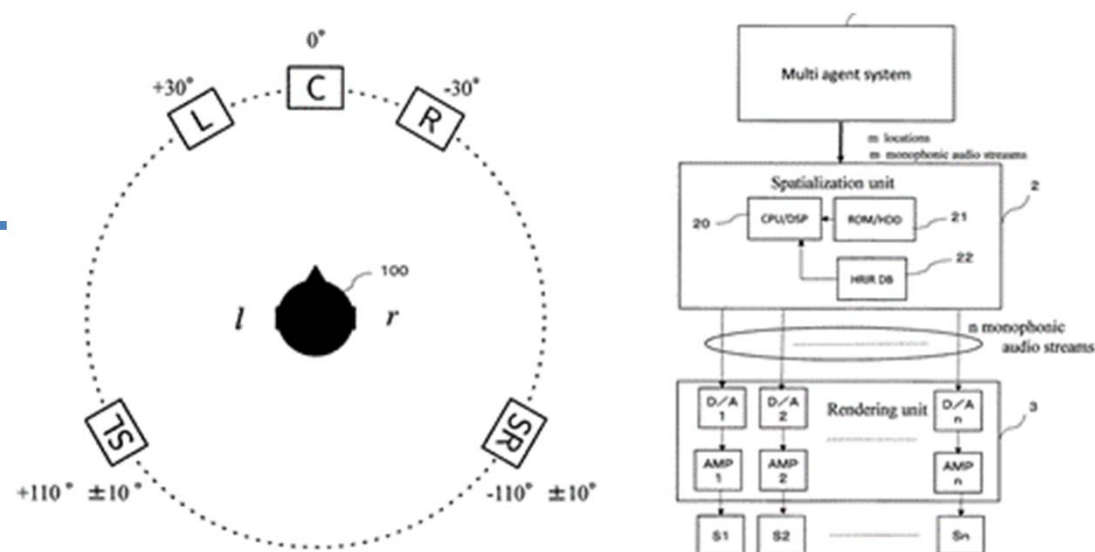 0°
+30°
C
-30°
L
R
100
l
r
SL
SR
+110° ±10°
-110° ±10°
Multi agent system
m locations
m monophonic audio streams
Spatialization unit
2
20
CPU/DSP
ROM/HDD
21
22
HRIR DB
n monophonic
audio streams
D/A
1
D/A
2
Rendering unit
D/A
n
3
AMP
1
AMP
2
AMP
n
S1
S2
Sn